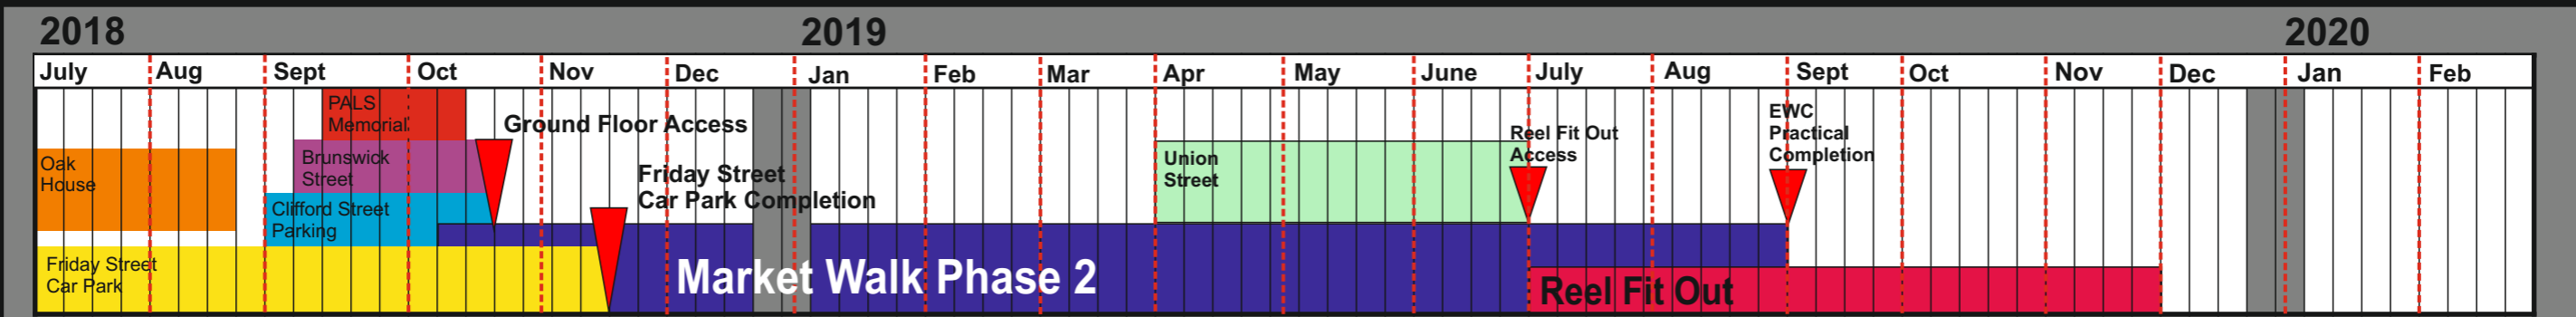 2018
2019
2020
July
Aug
Sept
Oct
Nov
Dec
Jan
Feb
Mar
Apr
May
June
July
Aug
Sept
Oct
Nov
Dec
Jan
Feb
PALS
Memorial
Ground Floor Access
Brunswick
Street
Oak
House
Clifford Street
Parking
Friday Street
Car Park
Friday Street
Car Park Completion
Market Walk Phase 2
Union
Street
Reel Fit Out
Access
EWC
Practical
Completion
Reel Fit Out